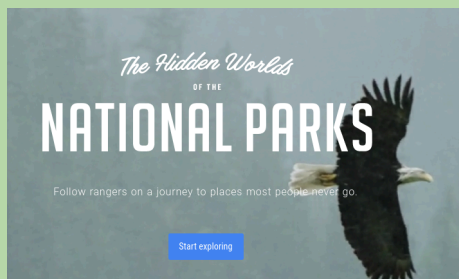 The Hidden Worlds
OF THE
NATIONAL PARKS
Follow rangers on a journey to places most people never go.
Start exploring